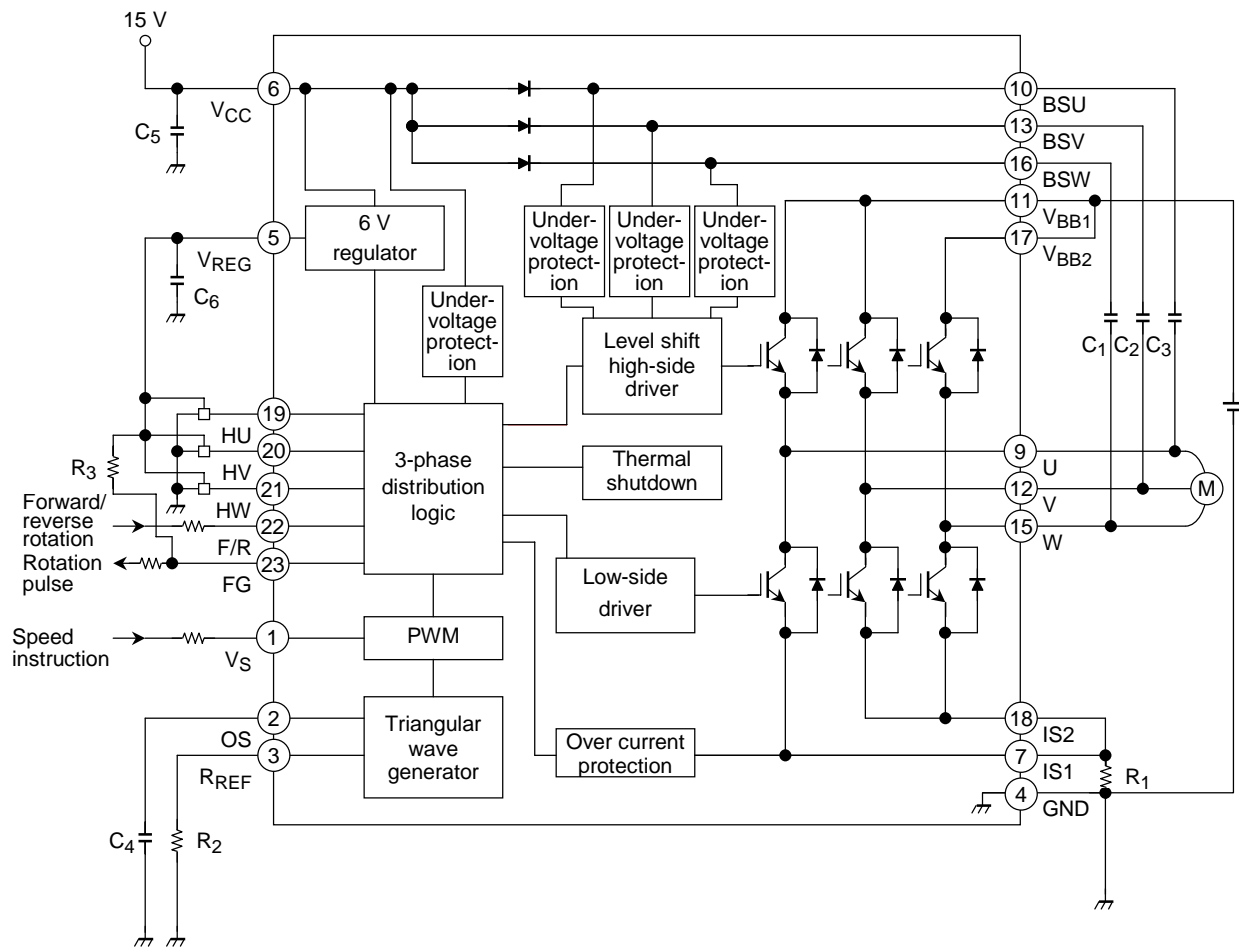 15 V
6
VCC
C5
10
BSU
13
BSV
16
BSW
11
VBB1
17
VBB2
5
VREG
C6
6 V
regulator
Under-
voltage
protect-
ion
Under-
voltage
protect-
ion
Under-
voltage
protect-
ion
Under-
voltage
protect-
ion
Level shift
high-side
driver
C1
C2
C3
19
HU
20
HV
21
HW
22
F/R
23
FG
R3
Forward/
reverse
rotation
Rotation
pulse
3-phase
distribution
logic
Thermal
shutdown
Low-side
driver
9
U
12
V
15
W
M
Speed
instruction
1
VS
PWM
2
OS
3
RREF
Triangular
wave
generator
Over current
protection
18
IS2
7
IS1
4
GND
R1
C4
R2